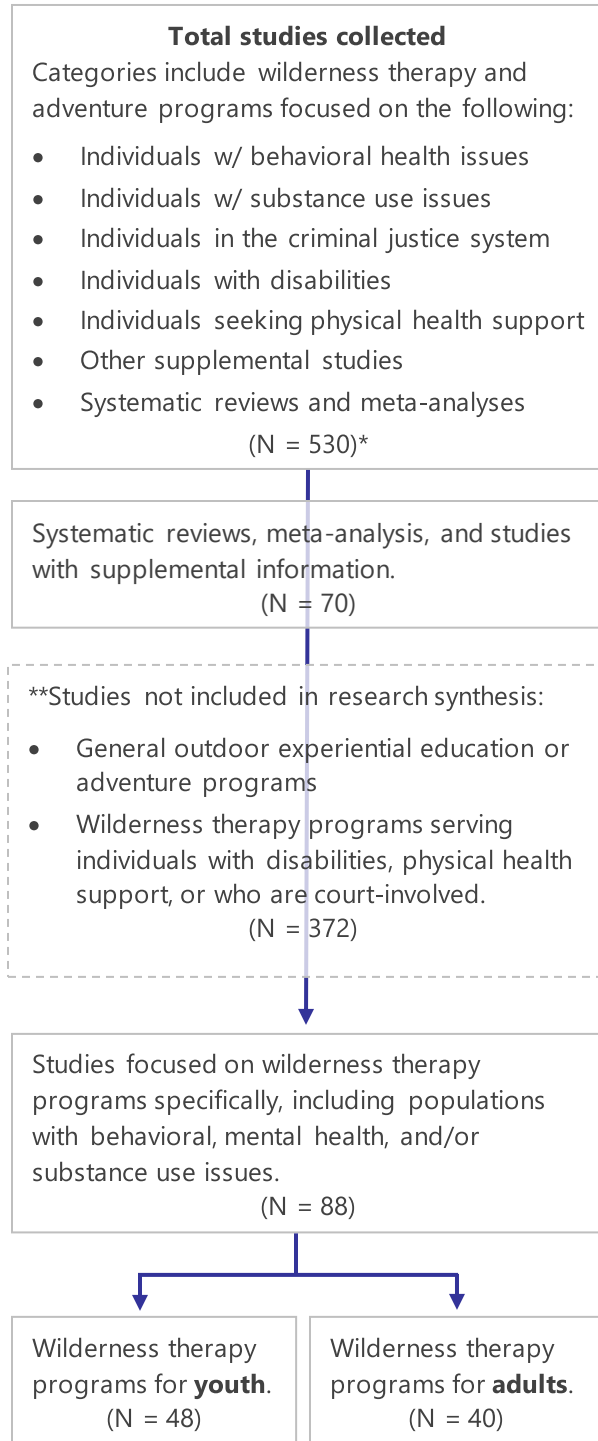 Total studies collected
Categories include wilderness therapy and
adventure programs focused on the following:
• Individuals w/ behavioral health issues
• Individuals w/ substance use issues
• Individuals in the criminal justice system
• Individuals with disabilities
• Individuals seeking physical health support
• Other supplemental studies
• Systematic reviews and meta-analyses
(N = 530)*
Systematic reviews, meta-analysis, and studies
with supplemental information.
(N = 70)
**Studies not included in research synthesis:
• General outdoor experiential education or
adventure programs
• Wilderness therapy programs serving
individuals with disabilities, physical health
support, or who are court-involved.
(N = 372)
Studies focused on wilderness therapy
programs specifically, including populations
with behavioral, mental health, and/or
substance use issues.
(N = 88)
Wilderness therapy
programs for youth.
(N = 48)
Wilderness therapy
programs for adults.
(N = 40)